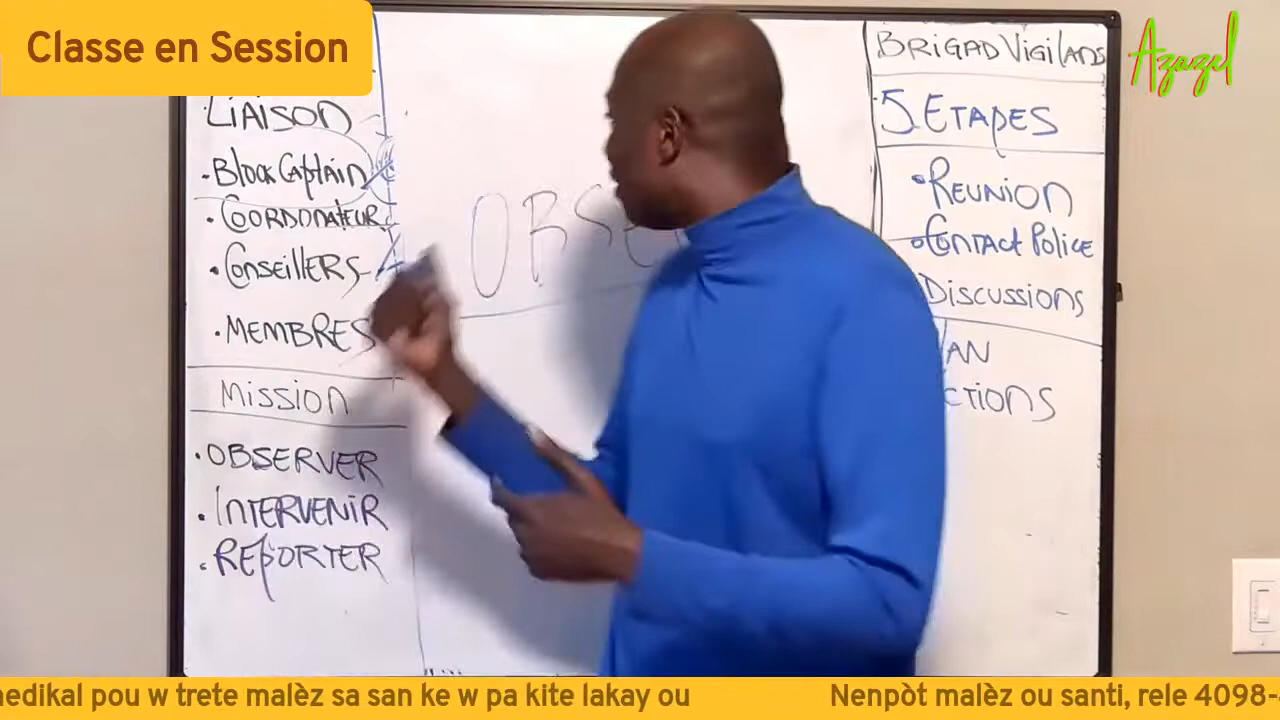 Classe en Session
Azazel
LIAISON
• Block Captain
• COORDONATEUR
• CONSEILLERS
• MEMBRES
Mission
• OBSERVER
• INTERVENIR
• REPORTER
OBSE
BRIGAD VIGILANS
5 ETAPES
• REUNION
• CONTACT POLICE
DISCUSSIONS
AN
CTIONS
edikal pou w trete malèz sa san ke w pa kite lakay ou
Nenpòt malèz ou santi, rele 4098-